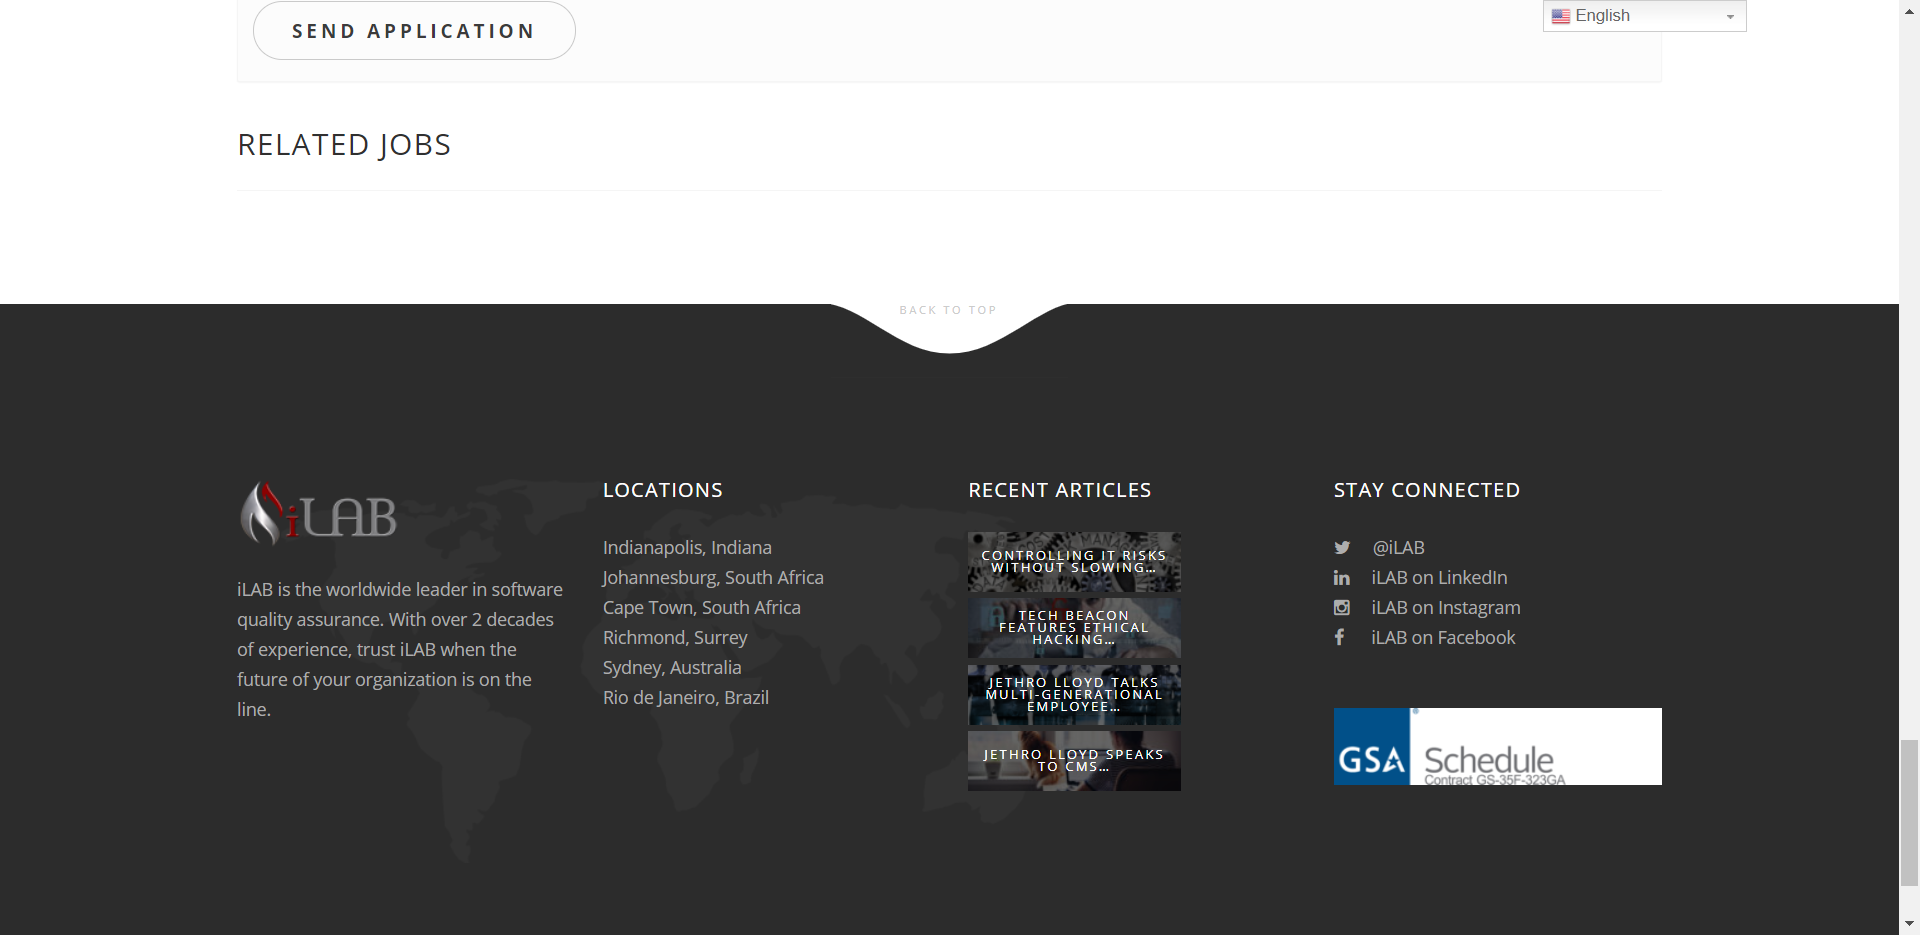 SEND APPLICATION
English
RELATED JOBS
BACK TO TOP
iLAB
iLAB is the worldwide leader in software
quality assurance. With over 2 decades
of experience, trust iLAB when the
future of your organization is on the
line.
LOCATIONS
Indianapolis, Indiana
Johannesburg, South Africa
Cape Town, South Africa
Richmond, Surrey
Sydney, Australia
Rio de Janeiro, Brazil
RECENT ARTICLES
CONTROLLING IT RISKS
WITHOUT SLOWING…
TECH BEACON
FEATURES ETHICAL
HACKING…
JETHRO LLOYD TALKS
MULTI-GENERATIONAL
EMPLOYEE…
JETHRO LLOYD SPEAKS
TO CMS…
STAY CONNECTED
@iLAB
iLAB on LinkedIn
iLAB on Instagram
iLAB on Facebook
GSA Schedule
Contract GS-35F-323GA